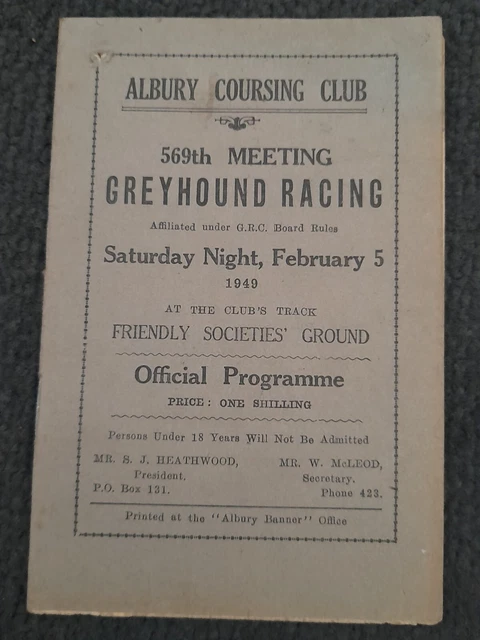 ALBURY COURSING CLUB
569th MEETING
GREYHOUND RACING
Affiliated under G.R.C. Board Rules
Saturday Night, February 5
1949
AT THE CLUB'S TRACK
FRIENDLY SOCIETIES' GROUND
Official Programme
PRICE: ONE SHILLING
Persons Under 18 Years Will Not Be Admitted
MR. S. J. HEATHWOOD, MR. W. McLEOD,
President. Secretary.
P.O. Box 131. Phone 423.
Printed at the "Albury Banner" Office